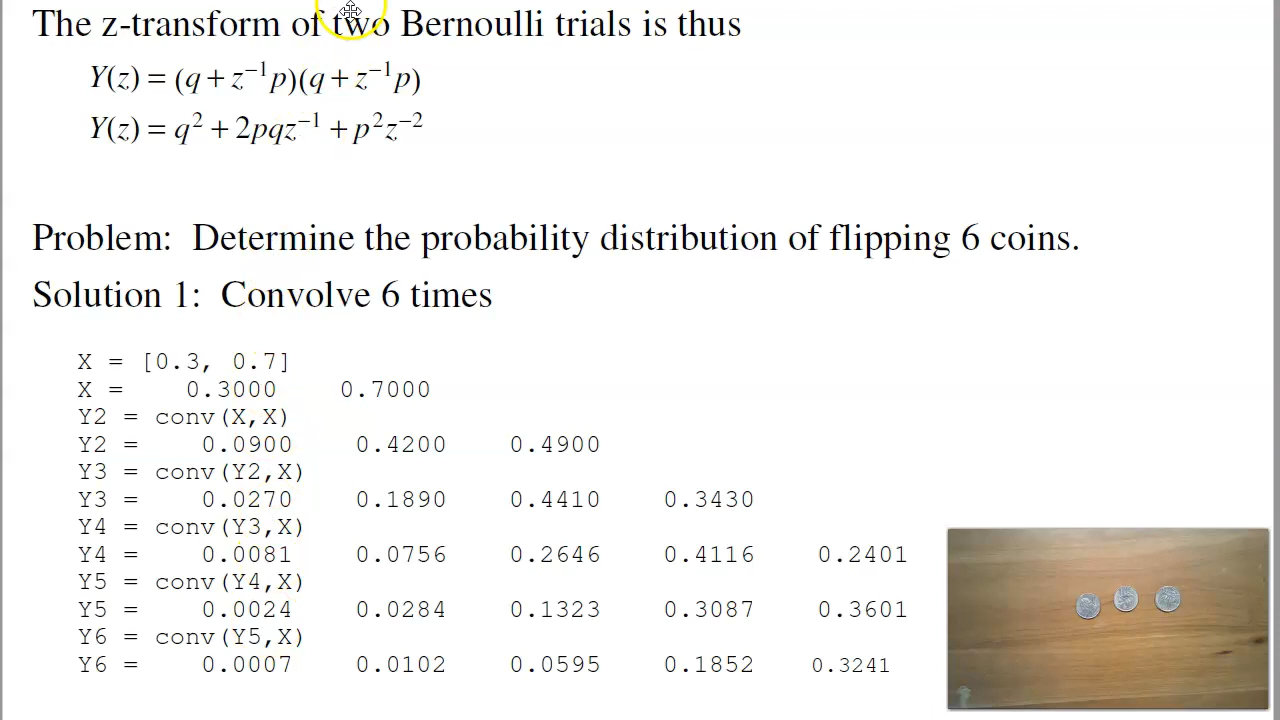 The z-transform of two Bernoulli trials is thus
Y(z) = (q + z⁻¹p)(q + z⁻¹p)
Y(z) = q² + 2pqz⁻¹ + p²z⁻²
Problem: Determine the probability distribution of flipping 6 coins.
Solution 1: Convolve 6 times
X = [0.3, 0.7]
X = 0.3000 0.7000
Y2 = conv(X,X)
Y2 = 0.0900 0.4200 0.4900
Y3 = conv(Y2,X)
Y3 = 0.0270 0.1890 0.4410 0.3430
Y4 = conv(Y3,X)
Y4 = 0.0081 0.0756 0.2646 0.4116 0.2401
Y5 = conv(Y4,X)
Y5 = 0.0024 0.0284 0.1323 0.3087 0.3601
Y6 = conv(Y5,X)
Y6 = 0.0007 0.0102 0.0595 0.1852 0.3241